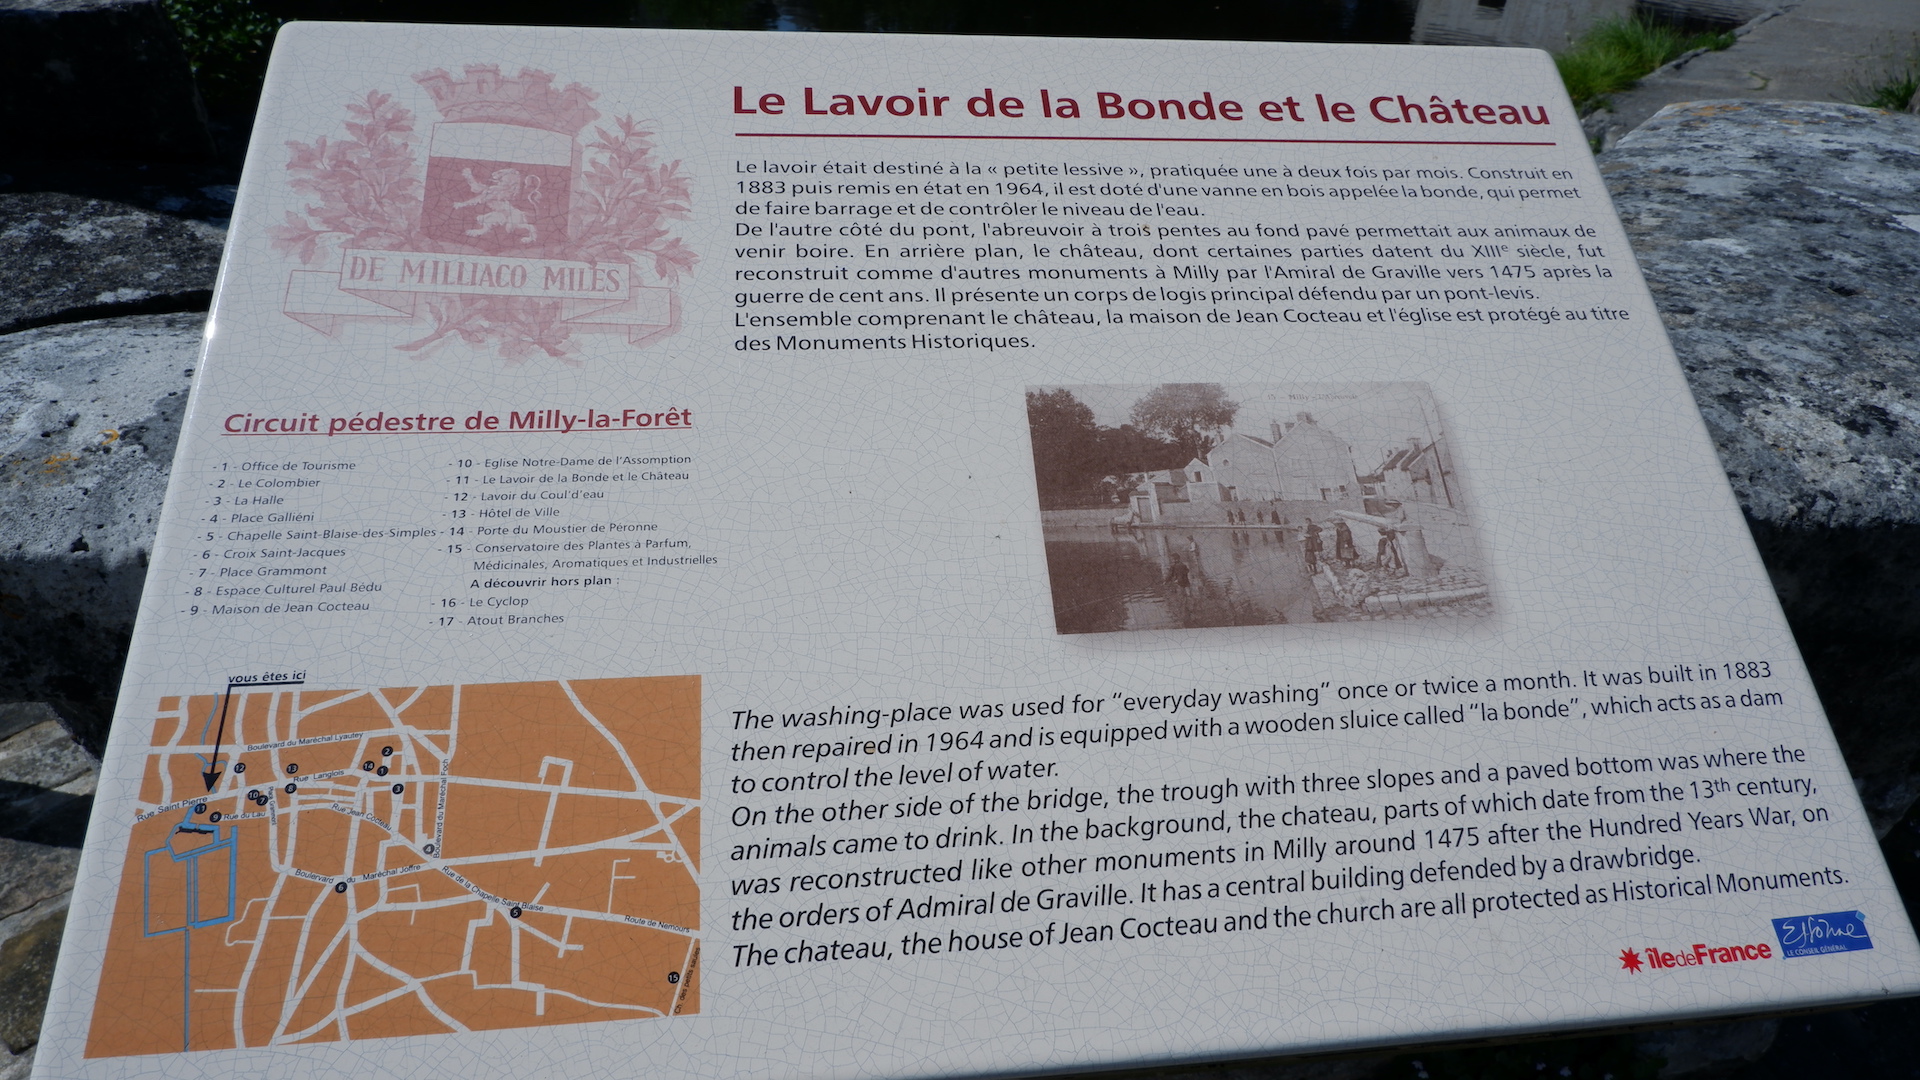 DE MILLIACO MILES
Le Lavoir de la Bonde et le Château
Le lavoir était destiné à la « petite lessive », pratiquée une à deux fois par mois. Construit en
1883 puis remis en état en 1964, il est doté d'une vanne en bois appelée la bonde, qui permet
de faire barrage et de contrôler le niveau de l'eau.
De l'autre côté du pont, l'abreuvoir à trois pentes au fond pavé permettait aux animaux de
venir boire. En arrière plan, le château, dont certaines parties datent du XIIIe siècle, fut
reconstruit comme d'autres monuments à Milly par l'Amiral de Graville vers 1475 après la
guerre de cent ans. Il présente un corps de logis principal défendu par un pont-levis.
L'ensemble comprenant le château, la maison de Jean Cocteau et l'église est protégé au titre
des Monuments Historiques.
Circuit pédestre de Milly-la-Forêt
- 1 - Office de Tourisme
- 2 - Le Colombier
- 3 - La Halle
- 4 - Place Galliéni
- 5 - Chapelle Saint-Blaise-des-Simples
- 6 - Croix Saint-Jacques
- 7 - Place Grammont
- 8 - Espace Culturel Paul Bédu
- 9 - Maison de Jean Cocteau
- 10 - Eglise Notre-Dame de l'Assomption
- 11 - Le Lavoir de la Bonde et le Château
- 12 - Lavoir du Coul'd'eau
- 13 - Hôtel de Ville
- 14 - Porte du Moustier de Péronne
- 15 - Conservatoire des Plantes à Parfum,
Médicinales, Aromatiques et Industrielles
A découvrir hors plan :
- 16 - Le Cyclop
- 17 - Atout Branches
vous êtes ici
Boulevard du Maréchal Lyautey
2
12
13
14
1
Rue Langlois
8
3
10
7
Rue Saint Pierre
11
9
Rue du Lau
Rue Jean Cocteau
Boulevard du Maréchal Foch
4
Boulervard du Maréchal Joffre
6
Rue de la Chapelle Saint Blaise
5
Route de Nemours
15
The washing-place was used for "everyday washing" once or twice a month. It was built in 1883
then repaired in 1964 and is equipped with a wooden sluice called "la bonde", which acts as a dam
to control the level of water.
On the other side of the bridge, the trough with three slopes and a paved bottom was where the
animals came to drink. In the background, the chateau, parts of which date from the 13th century,
was reconstructed like other monuments in Milly around 1475 after the Hundred Years War, on
the orders of Admiral de Graville. It has a central building defended by a drawbridge.
The chateau, the house of Jean Cocteau and the church are all protected as Historical Monuments.
îledeFrance
Essonne
LE CONSEIL GÉNÉRAL